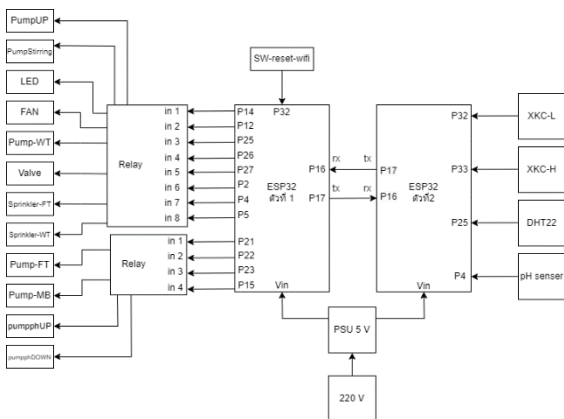 PumpUP
PumpStirring
LED
FAN
Pump-WT
Valve
Sprinkler-FT
Sprinkler-WT
Pump-FT
Pump-MB
pumpphUP
pumpphDOWN
Relay
in 1
in 2
in 3
in 4
in 5
in 6
in 7
in 8
Relay
in 1
in 2
in 3
in 4
SW-reset-wifi
P32
P14
P12
P25
P26
P27
P2
P4
P5
P21
P22
P23
P15
ESP32
ตัวที่ 1
P16
P17
Vin
rx
tx
tx
rx
P17
P16
ESP32
ตัวที่2
P32
P33
P25
P4
Vin
XKC-L
XKC-H
DHT22
pH senser
PSU 5 V
220 V